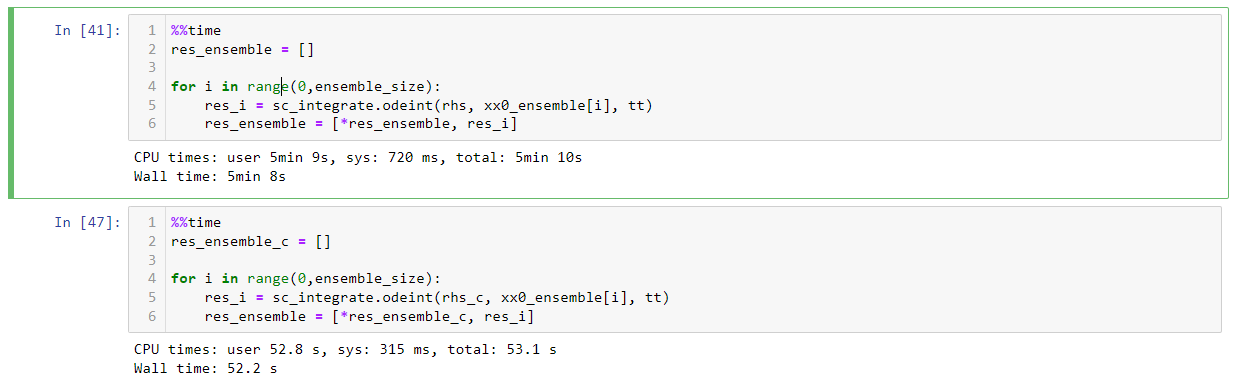 In [41]:
1 %%time
2 res_ensemble = []
3
4 for i in range(0,ensemble_size):
5     res_i = sc_integrate.odeint(rhs, xx0_ensemble[i], tt)
6     res_ensemble = [*res_ensemble, res_i]
CPU times: user 5min 9s, sys: 720 ms, total: 5min 10s
Wall time: 5min 8s
In [47]:
1 %%time
2 res_ensemble_c = []
3
4 for i in range(0,ensemble_size):
5     res_i = sc_integrate.odeint(rhs_c, xx0_ensemble[i], tt)
6     res_ensemble = [*res_ensemble_c, res_i]
CPU times: user 52.8 s, sys: 315 ms, total: 53.1 s
Wall time: 52.2 s